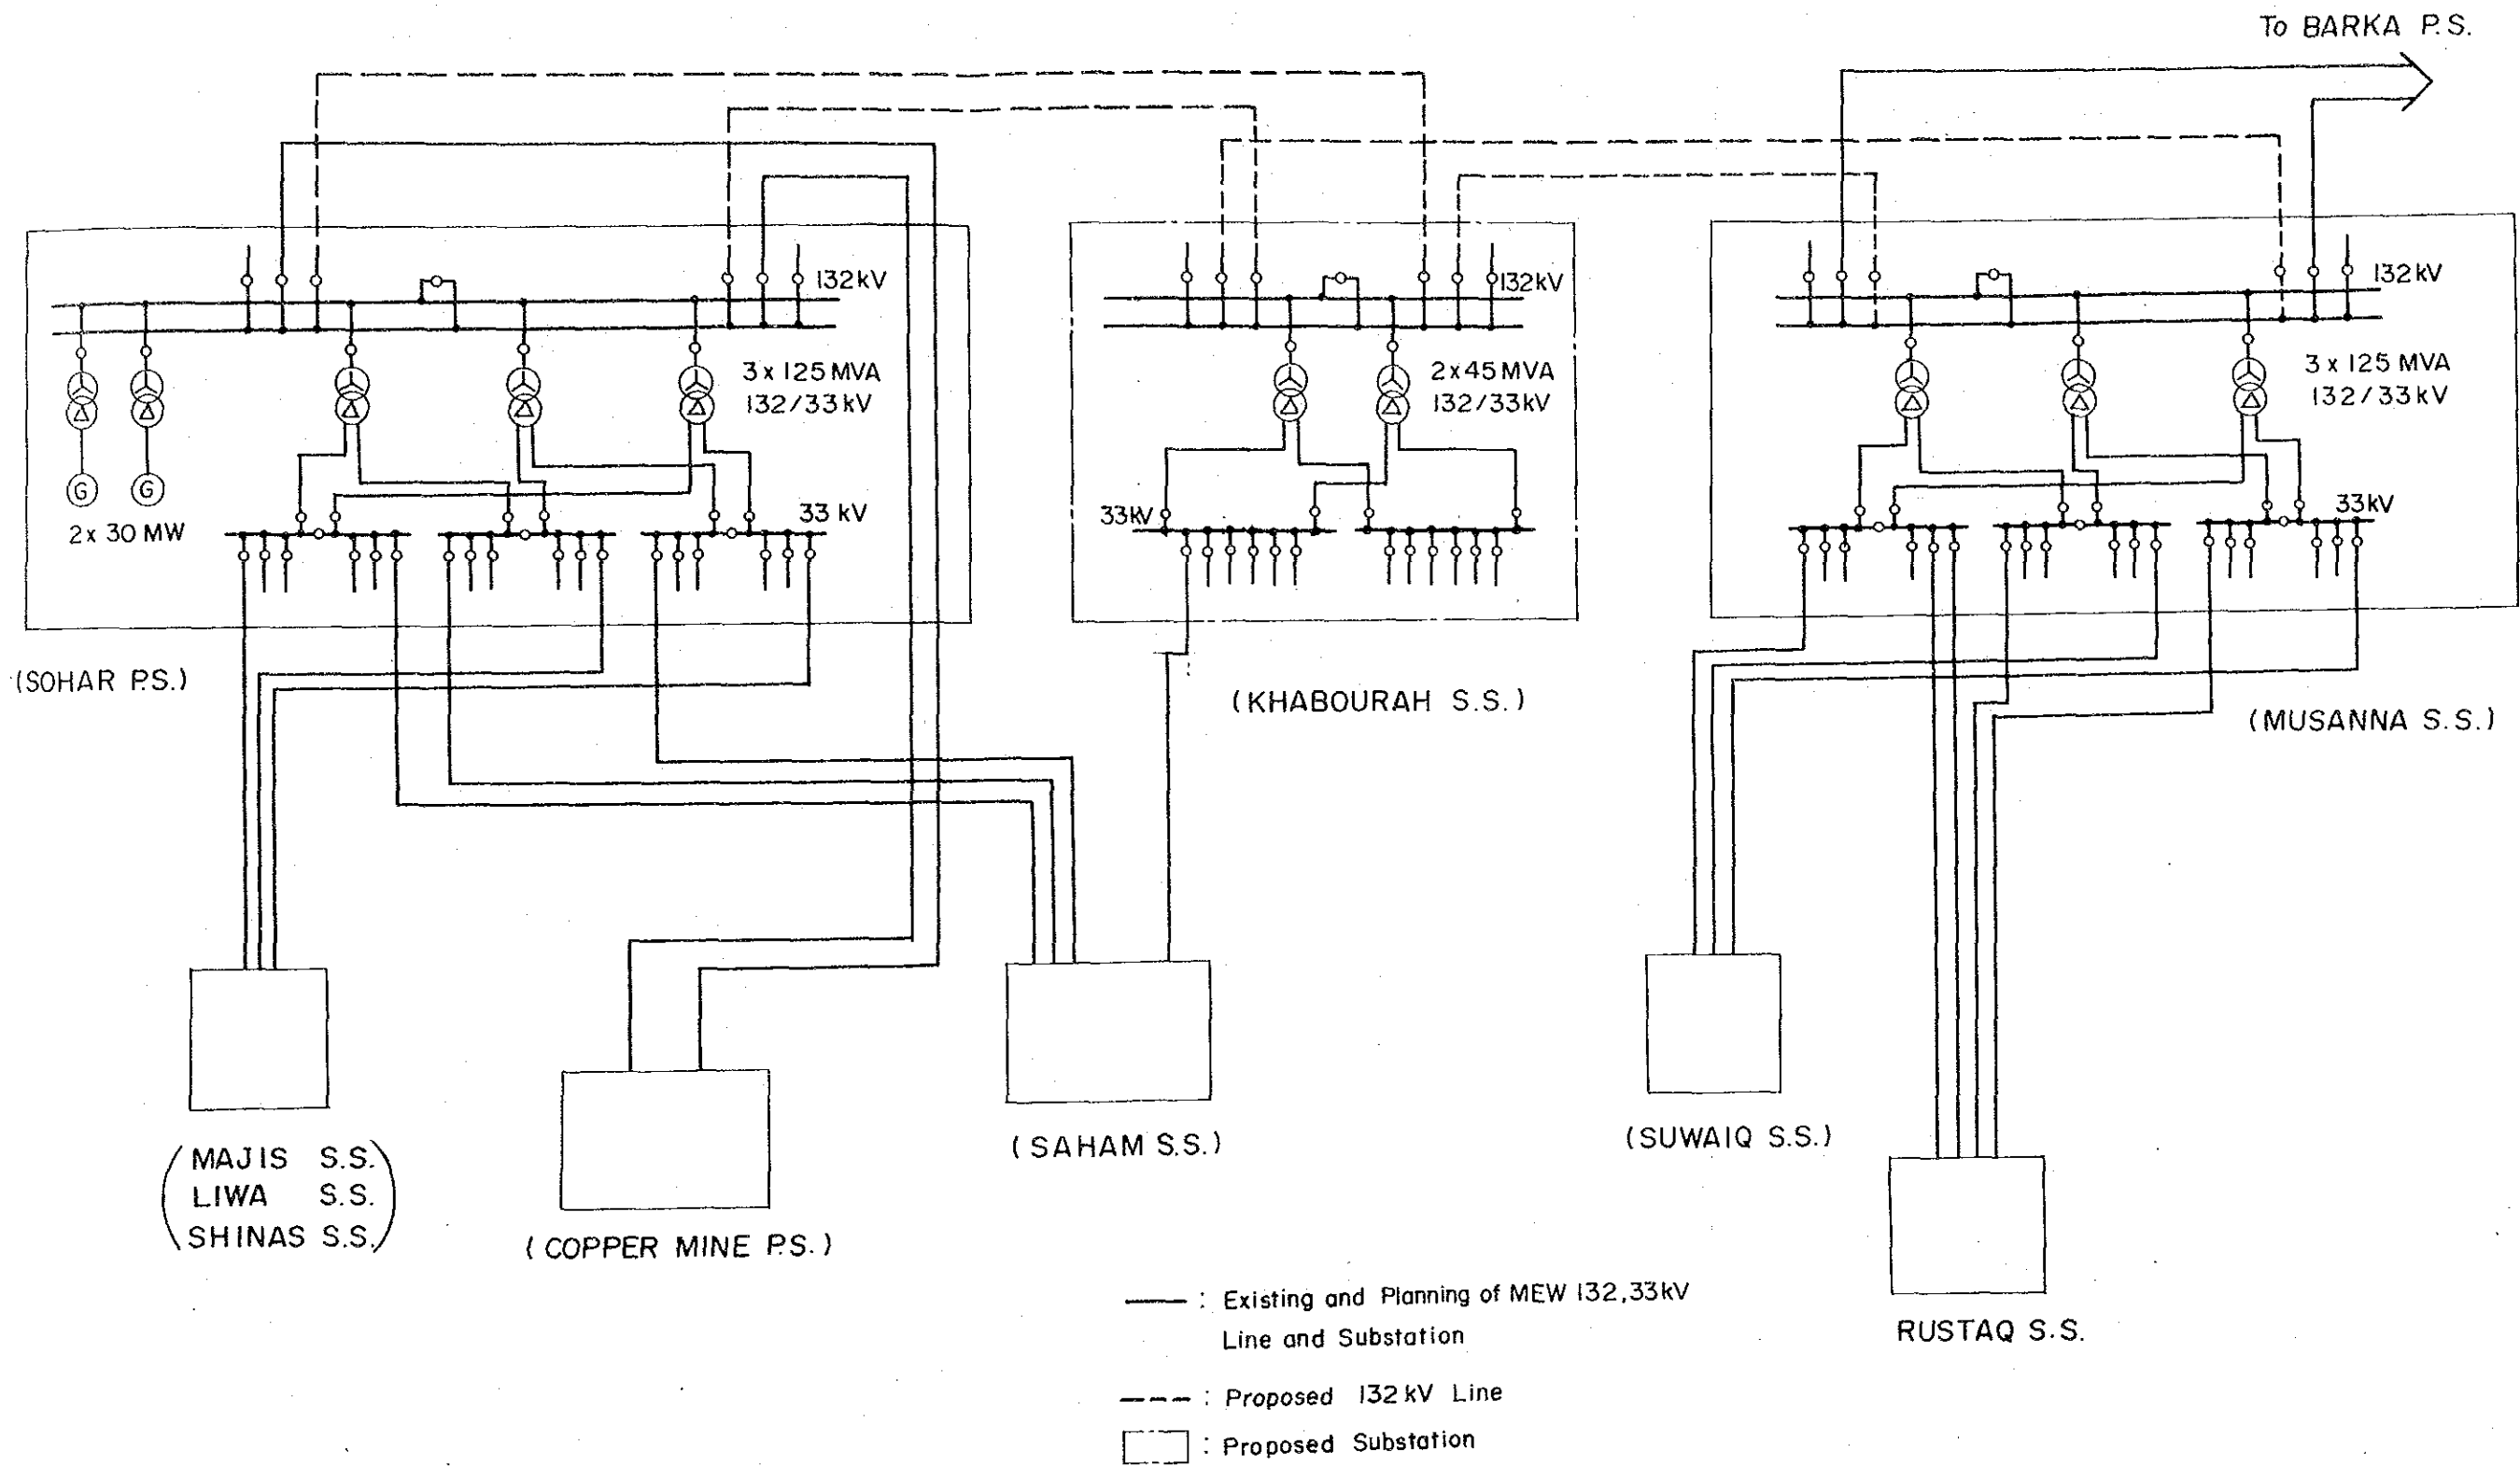 To BARKA P.S.
132kV
132kV
132kV
3 x 125 MVA
132/33kV
2x45 MVA
132/33kV
3 x 125 MVA
132/33kV
G
G
2x 30 MW
33 kV
33kV
33kV
(SOHAR P.S.)
(KHABOURAH S.S.)
(MUSANNA S.S.)
(MAJIS S.S.
LIWA S.S.
SHINAS S.S.)
(COPPER MINE P.S.)
(SAHAM S.S.)
(SUWAIQ S.S.)
RUSTAQ S.S.
: Existing and Planning of MEW 132,33kV
Line and Substation
: Proposed 132kV Line
: Proposed Substation